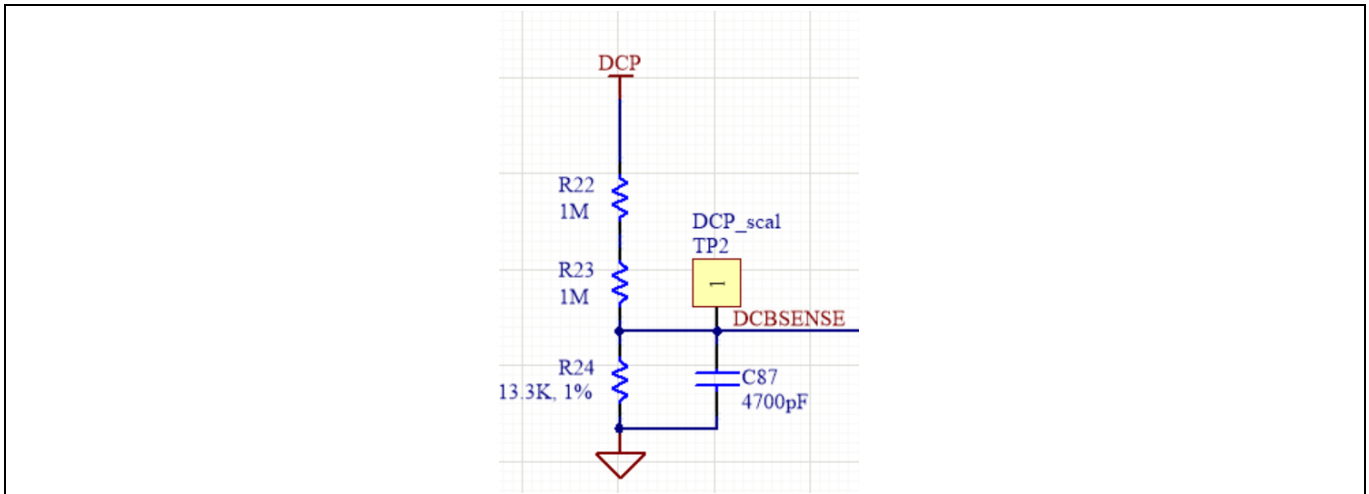 DCP
R22
1M
DCP_scal
TP2
R23
1M
1
DCBSENSE
R24
13.3K, 1%
C87
4700pF